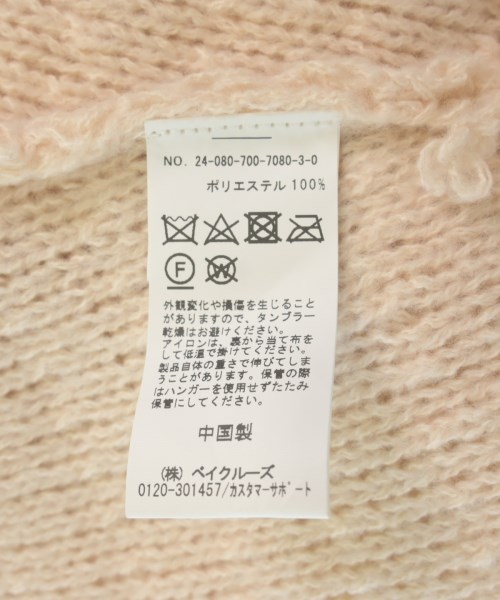 NO. 24-080-700-7080-3-0
ポリエステル 100%
F W
外観変化や損傷を生じること
がありますので、タンブラー
乾燥はお避けください。
アイロンは、裏から当て布を
して低温で掛けてください。
製品自体の重さで伸びてしま
うことがあります。保管の際
はハンガーを使用せずたたみ
保管にしてください。
中国製
(株) ベイクルーズ
0120-301457/カスタマーサポート